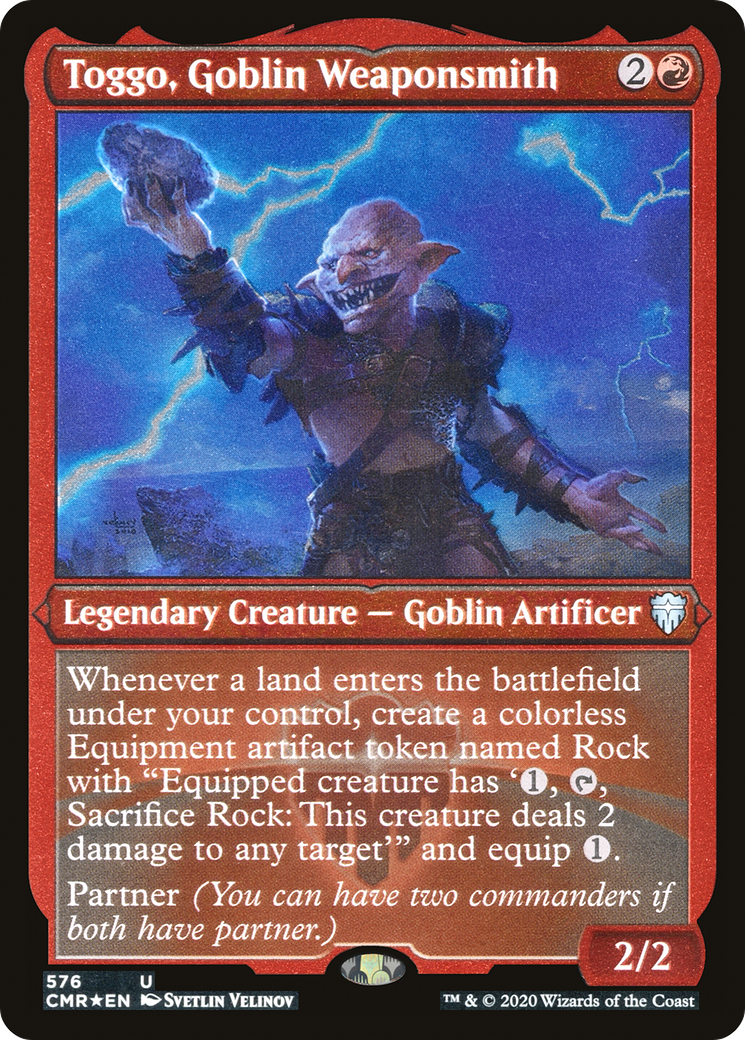 Toggo, Goblin Weaponsmith 2
Legendary Creature — Goblin Artificer
Whenever a land enters the battlefield
under your control, create a colorless
Equipment artifact token named Rock
with “Equipped creature has ‘1, ,
Sacrifice Rock: This creature deals 2
damage to any target’” and equip 1.
Partner (You can have two commanders if
both have partner.)
2/2
576 U
CMR★EN Svetlin Velinov
™ & © 2020 Wizards of the Coast